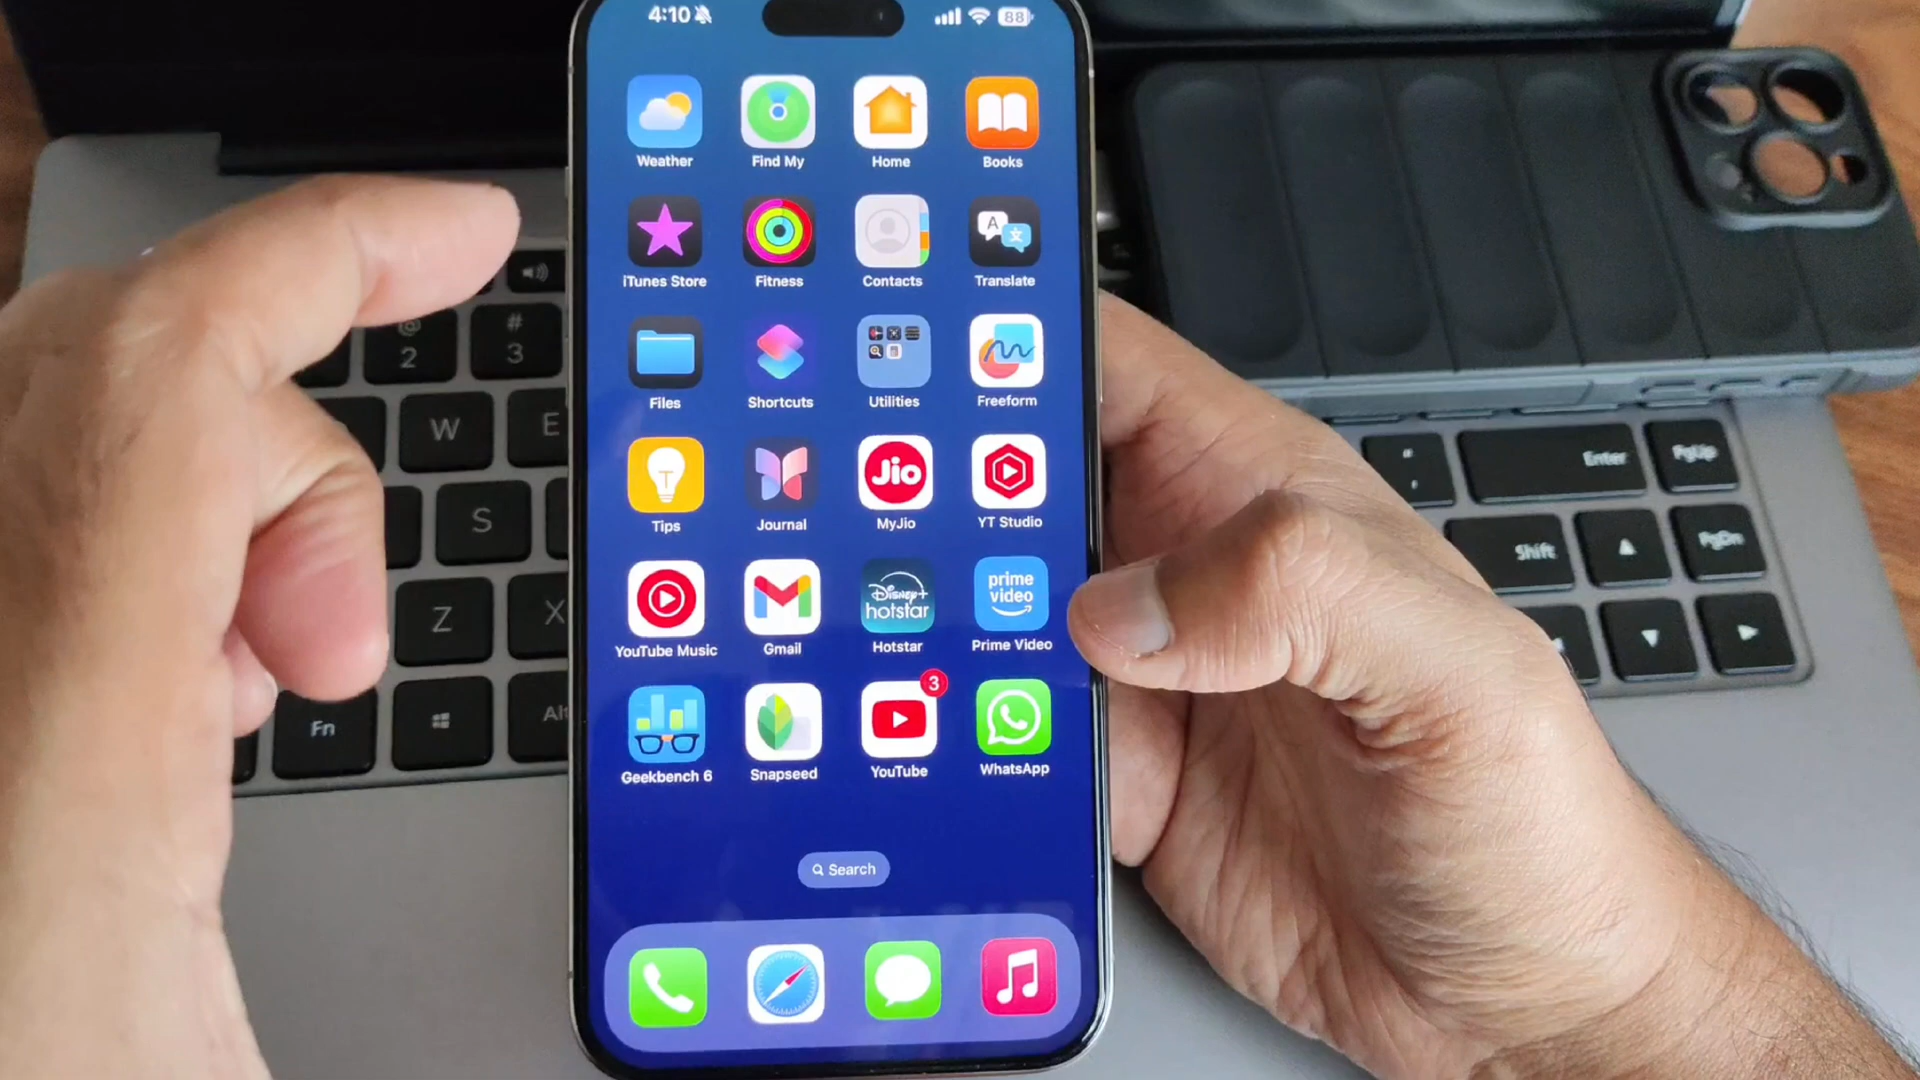 4:10
88
Weather
Find My
Home
Books
iTunes Store
Fitness
Contacts
A
文
Translate
Files
Shortcuts
Utilities
Freeform
T
Tips
Journal
Jio
MyJio
YT Studio
YouTube Music
Gmail
Disney+
hotstar
Hotstar
prime
video
Prime Video
Geekbench 6
Snapseed
3
YouTube
WhatsApp
Search
@
2
#
3
W
E
S
Z
X
Fn
Alt
"
,
Enter
PgUp
Shift
PgDn